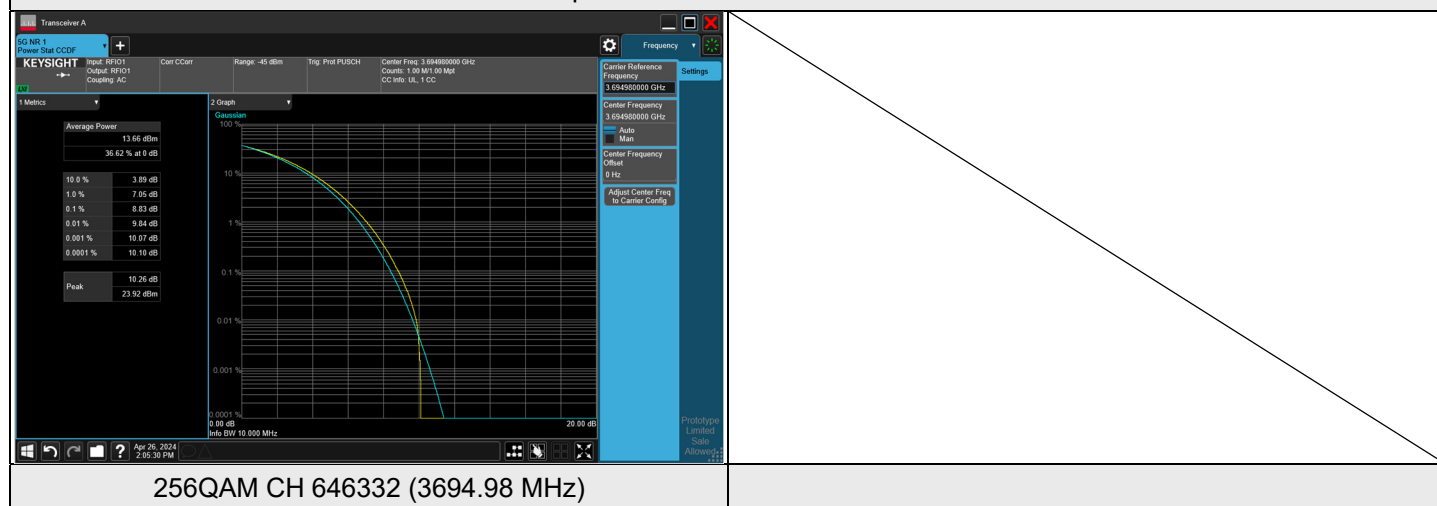 Transceiver A
5G NR 1
Power Stat CCDF
+
Frequency
KEYSIGHT
Input: RFIO1
Output: RFIO1
Coupling: AC
Corr CCorr
Range: -45 dBm
Trig: Prot PUSCH
Center Freq: 3.694980000 GHz
Counts: 1.00 M/1.00 Mpt
CC Info: UL, 1 CC
LXI
1 Metrics
Average Power
13.66 dBm
36.62 % at 0 dB
10.0 % 3.89 dB
1.0 % 7.05 dB
0.1 % 8.83 dB
0.01 % 9.84 dB
0.001 % 10.07 dB
0.0001 % 10.10 dB
Peak
10.26 dB
23.92 dBm
2 Graph
Gaussian
100 %
10 %
1 %
0.1 %
0.01 %
0.001 %
0.0001 %
0.00 dB
20.00 dB
Info BW 10.000 MHz
Carrier Reference
Frequency
3.694980000 GHz
Center Frequency
3.694980000 GHz
Auto
Man
Center Frequency
Offset
0 Hz
Adjust Center Freq
to Carrier Config
Settings
Prototype
Limited
Sale
Allowed
?
Apr 26, 2024
2:05:30 PM
256QAM CH 646332 (3694.98 MHz)